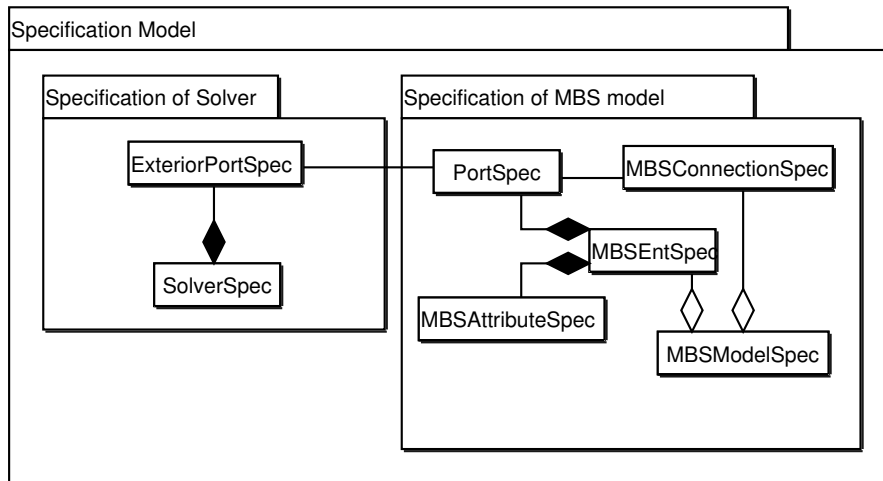 Specification Model
Specification of Solver
Specification of MBS model
ExteriorPortSpec
PortSpec
MBSConnectionSpec
MBSEntSpec
SolverSpec
MBSAttributeSpec
MBSModelSpec